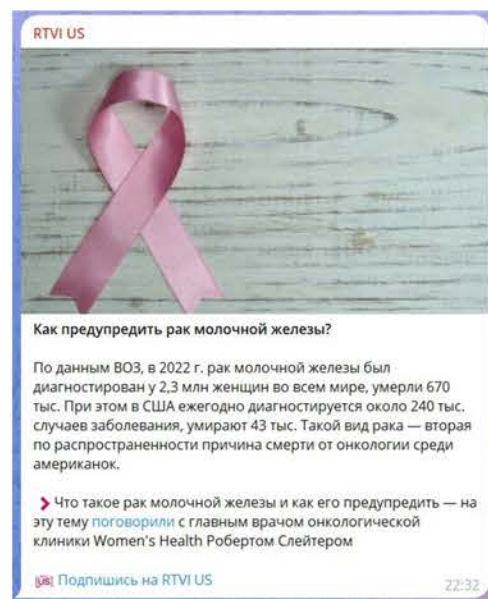 RTVI US
Как предупредить рак молочной железы?
По данным ВОЗ, в 2022 г. рак молочной железы был
диагностирован у 2,3 млн женщин во всем мире, умерли 670
тыс. При этом в США ежегодно диагностируется около 240 тыс.
случаев заболевания, умирают 43 тыс. Такой вид рака — вторая
по распространенности причина смерти от онкологии среди
американок.
Что такое рак молочной железы и как его предупредить — на
эту тему поговорили с главным врачом онкологической
клиники Women's Health Робертом Слейтером
US Подпишись на RTVI US
22:32